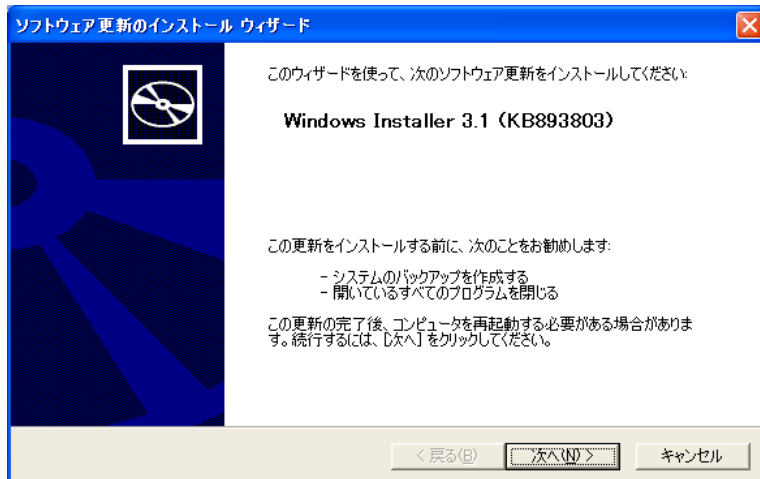 ソフトウェア更新のインストール ウィザード
このウィザードを使って、次のソフトウェア更新をインストールしてください:
Windows Installer 3.1 (KB893803)
この更新をインストールする前に、次のことをお勧めします:
- システムのバックアップを作成する
- 開いているすべてのプログラムを閉じる
この更新の完了後、コンピュータを再起動する必要がある場合がありま
す。続行するには、[次へ] をクリックしてください。
< 戻る(B)
次へ(N) >
キャンセル